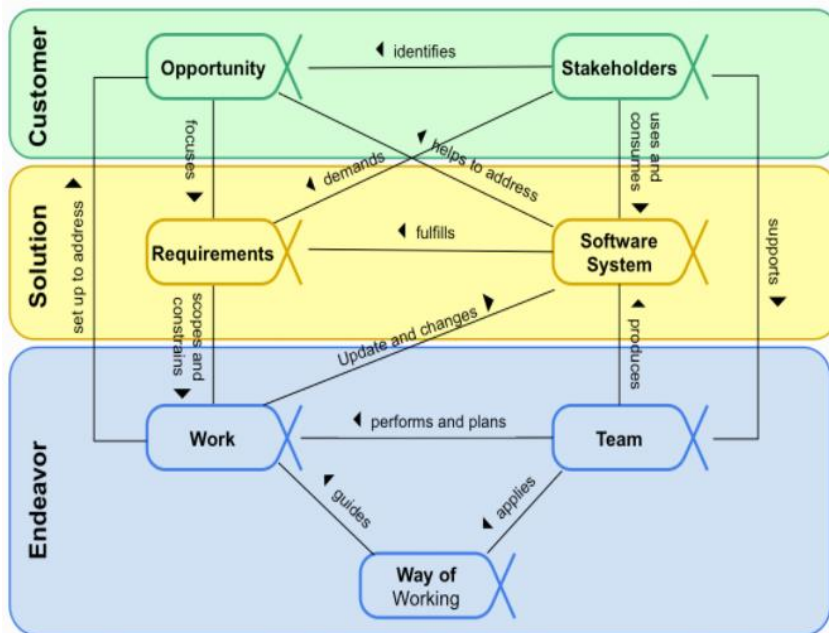 Customer
Opportunity
identifies
Stakeholders
focuses
demands
helps to address
uses and
consumes
Solution
set up to address
Requirements
fulfills
Software
System
supports
scopes and
constrains
Update and changes
produces
Endeavor
Work
performs and plans
Team
guides
applies
Way of
Working